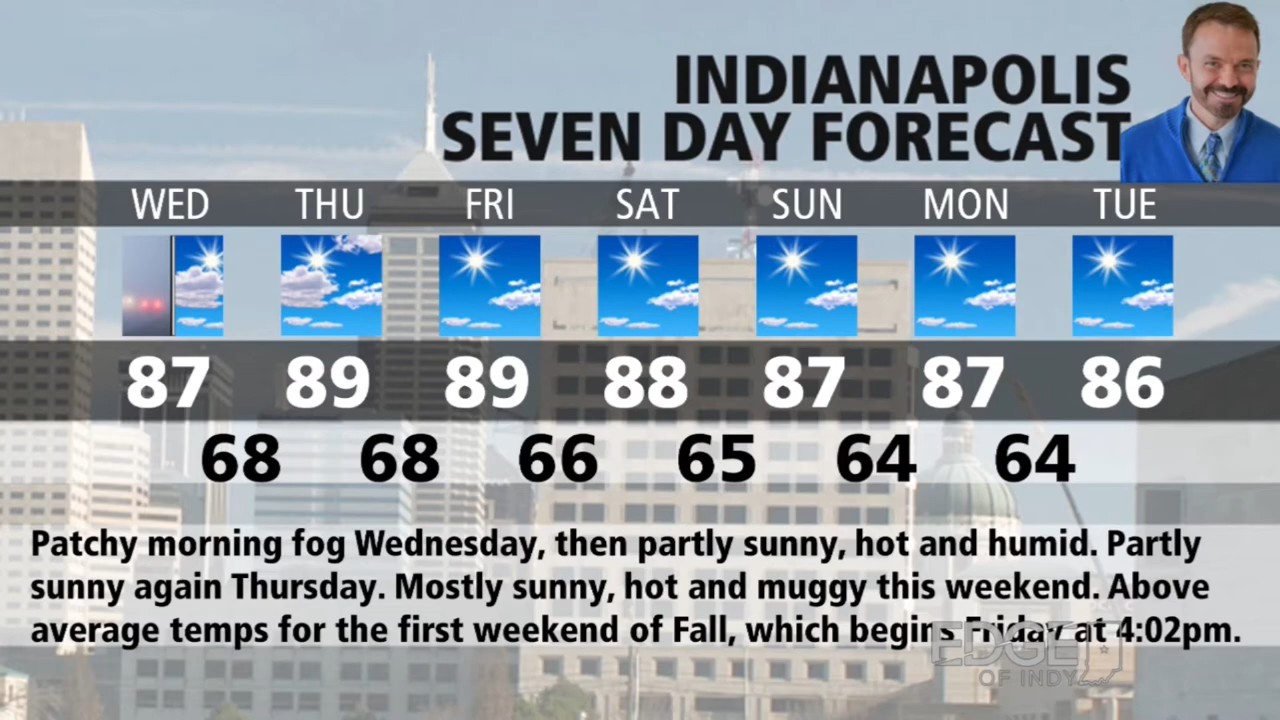 INDIANAPOLIS
SEVEN DAY FORECAST
WED THU FRI SAT SUN MON TUE
87 89 89 88 87 87 86
68 68 66 65 64 64
Patchy morning fog Wednesday, then partly sunny, hot and humid. Partly
sunny again Thursday. Mostly sunny, hot and muggy this weekend. Above
average temps for the first weekend of Fall, which begins Friday at 4:02pm.
EDGE
OF INDY